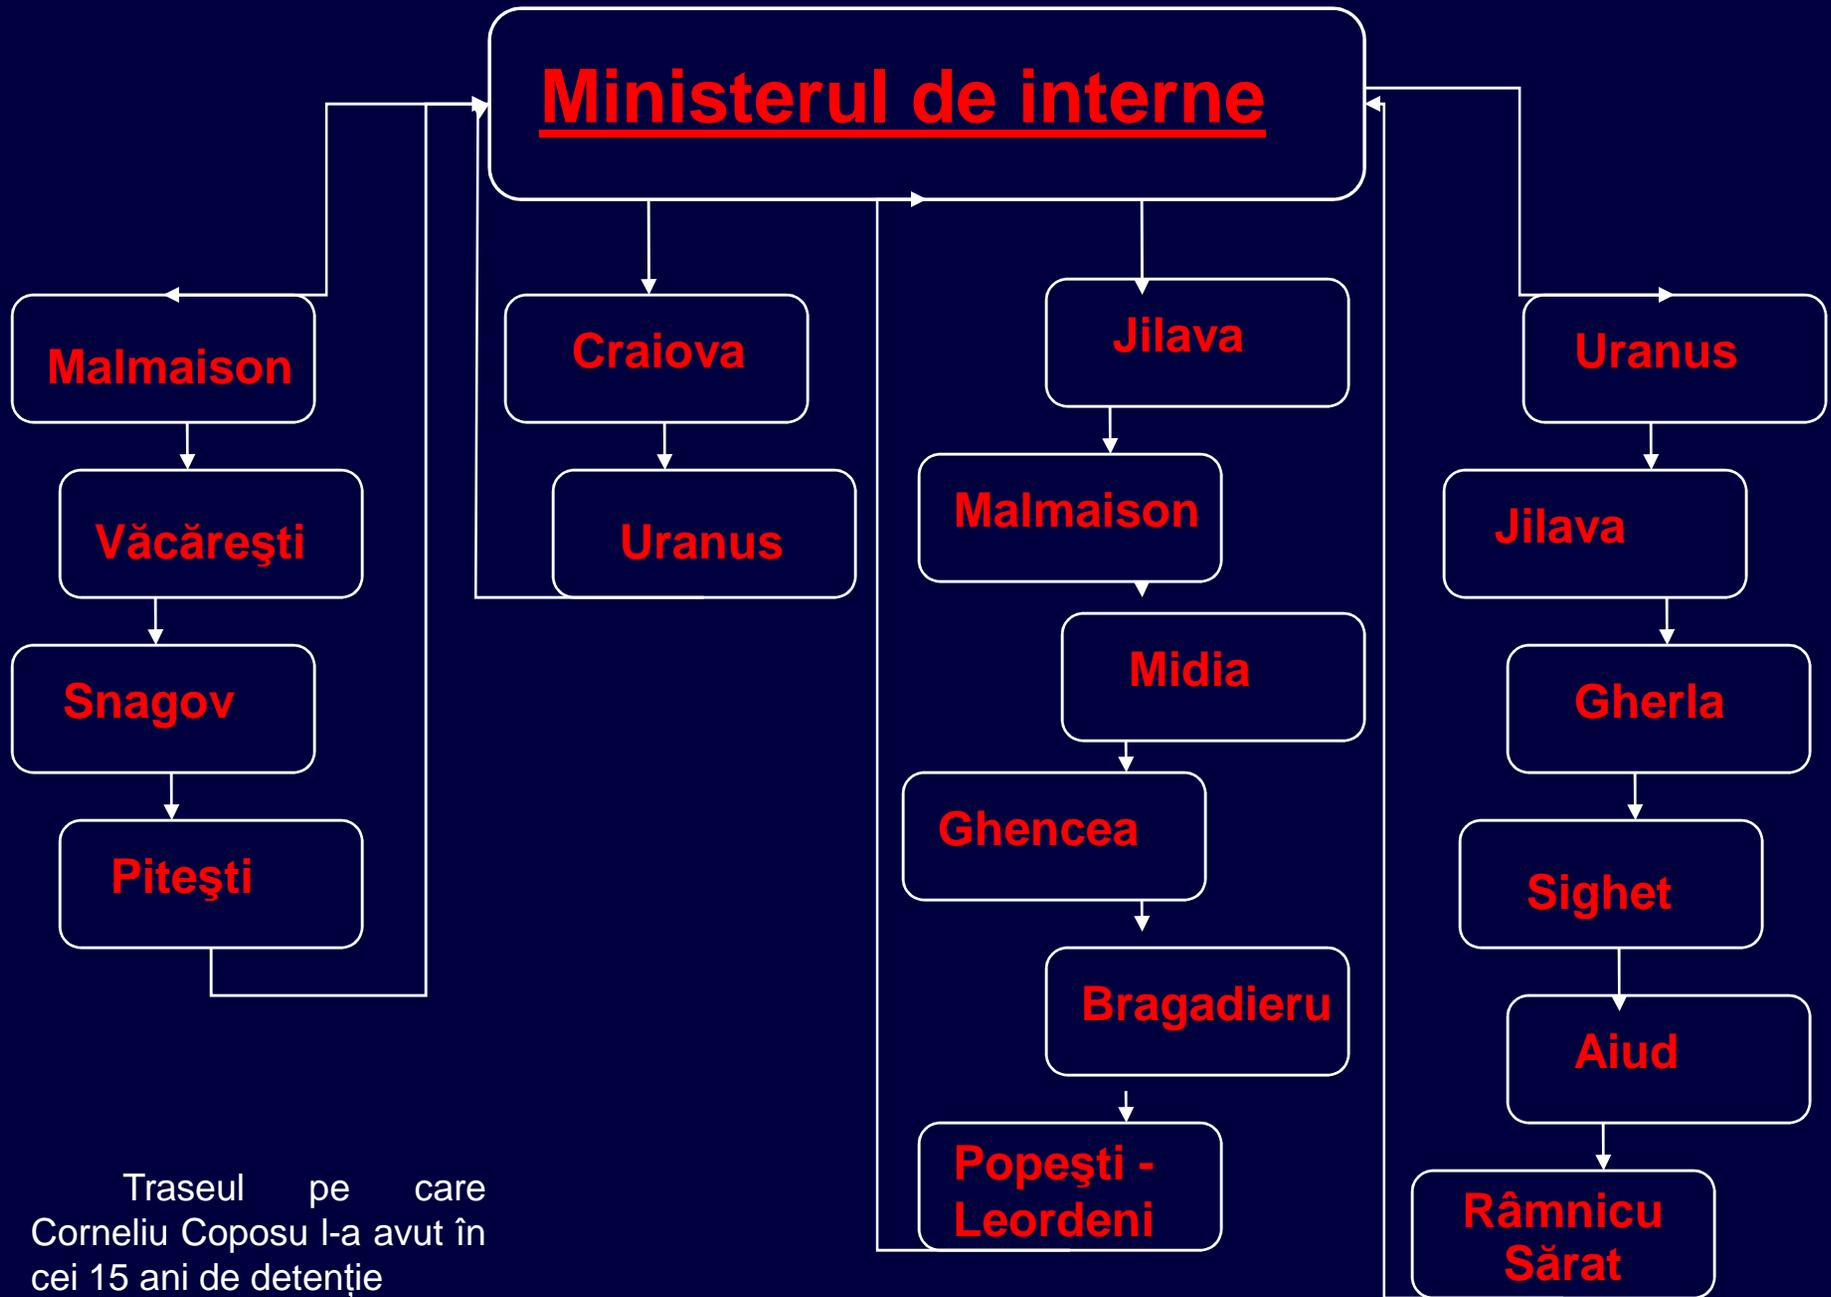 Ministerul de interne
Malmaison
Văcăreşti
Snagov
Piteşti
Craiova
Uranus
Jilava
Malmaison
Midia
Ghencea
Bragadieru
Popeşti -
Leordeni
Uranus
Jilava
Gherla
Sighet
Aiud
Râmnicu
Sărat
Traseul pe care
Corneliu Coposu l-a avut în
cei 15 ani de detenție